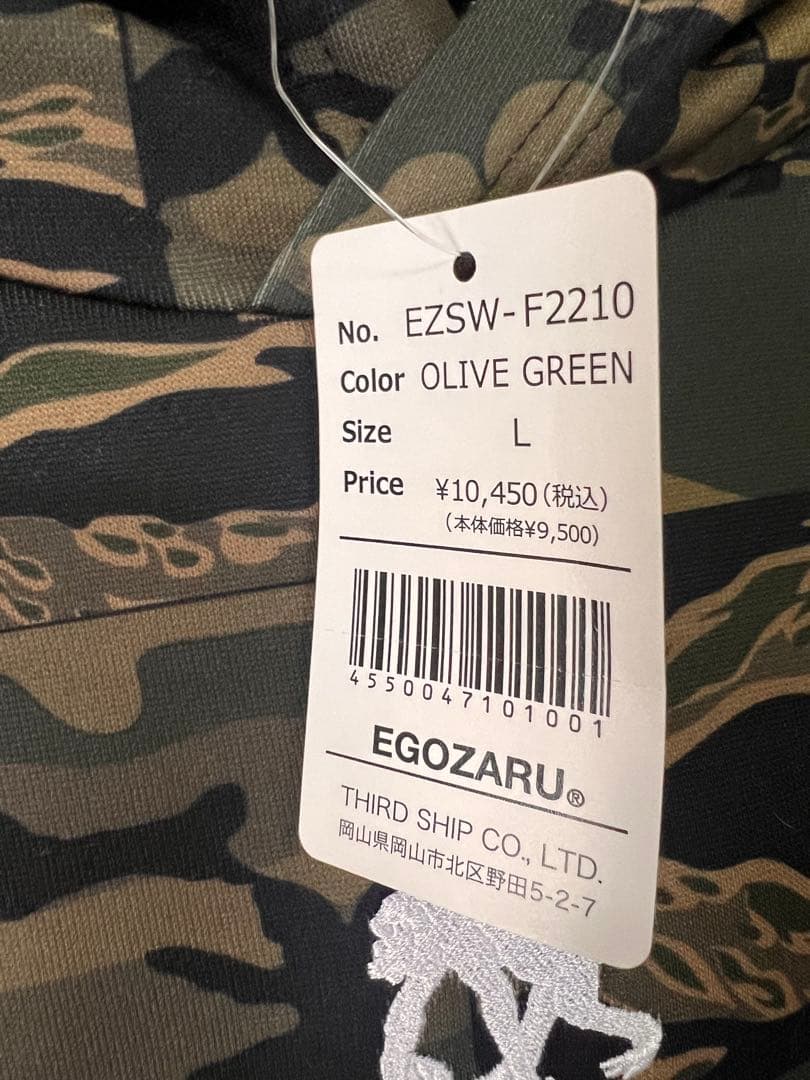 No. EZSW-F2210
Color OLIVE GREEN
Size L
Price ¥10,450(税込)
(本体価格¥9,500)
4550047101001
EGOZARU®
THIRD SHIP CO., LTD.
岡山県岡山市北区野田5-2-7